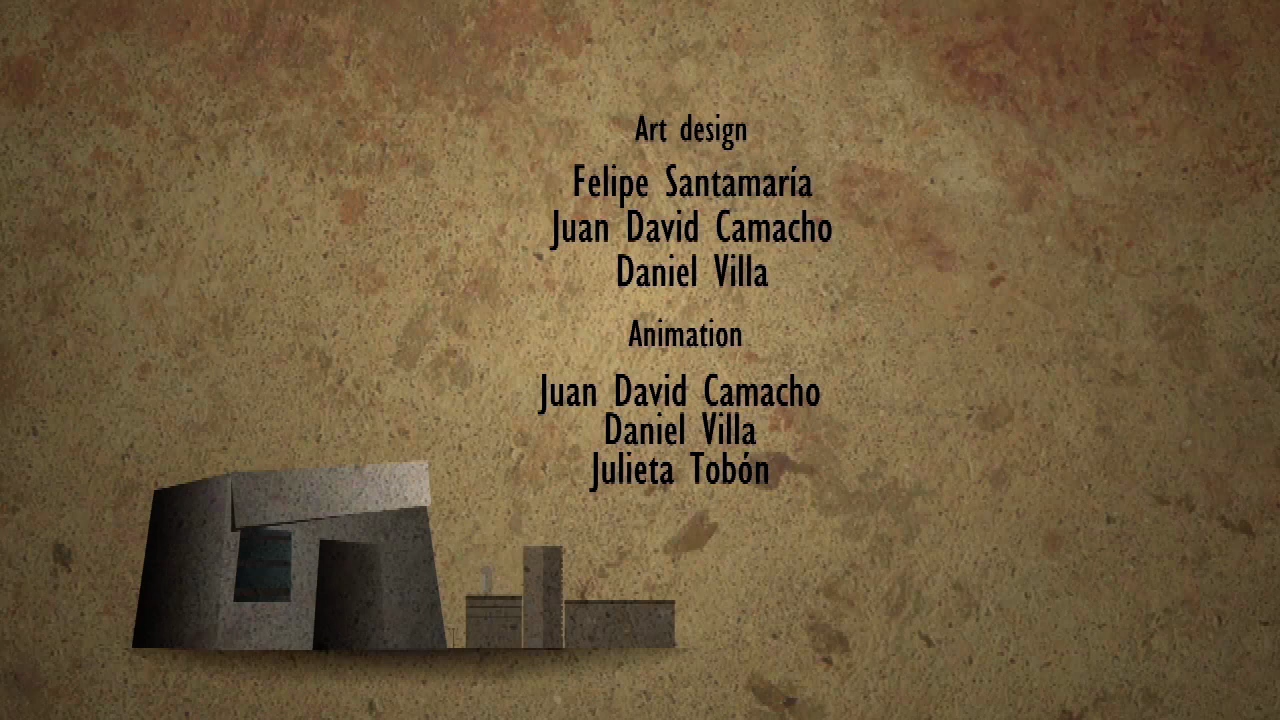 Art design
Felipe Santamaría
Juan David Camacho
Daniel Villa
Animation
Juan David Camacho
Daniel Villa
Julieta Tobón